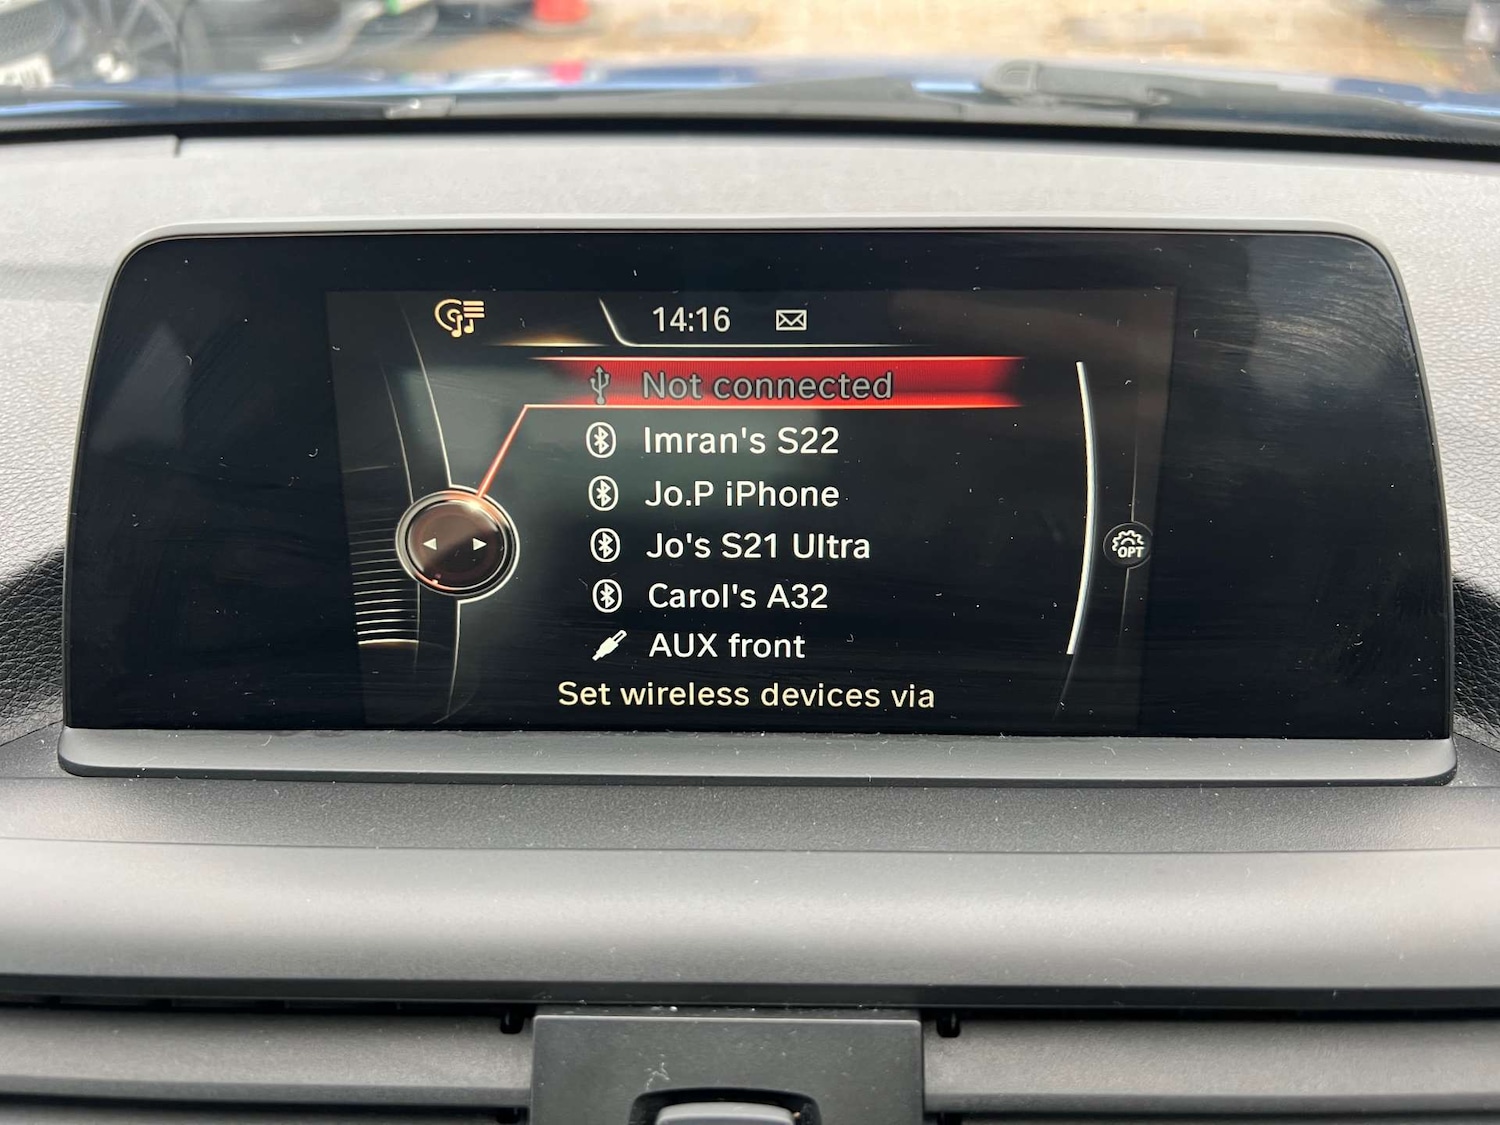 14:16
Not connected
Imran's S22
Jo.P iPhone
Jo's S21 Ultra
OPT
Carol's A32
AUX front
Set wireless devices via